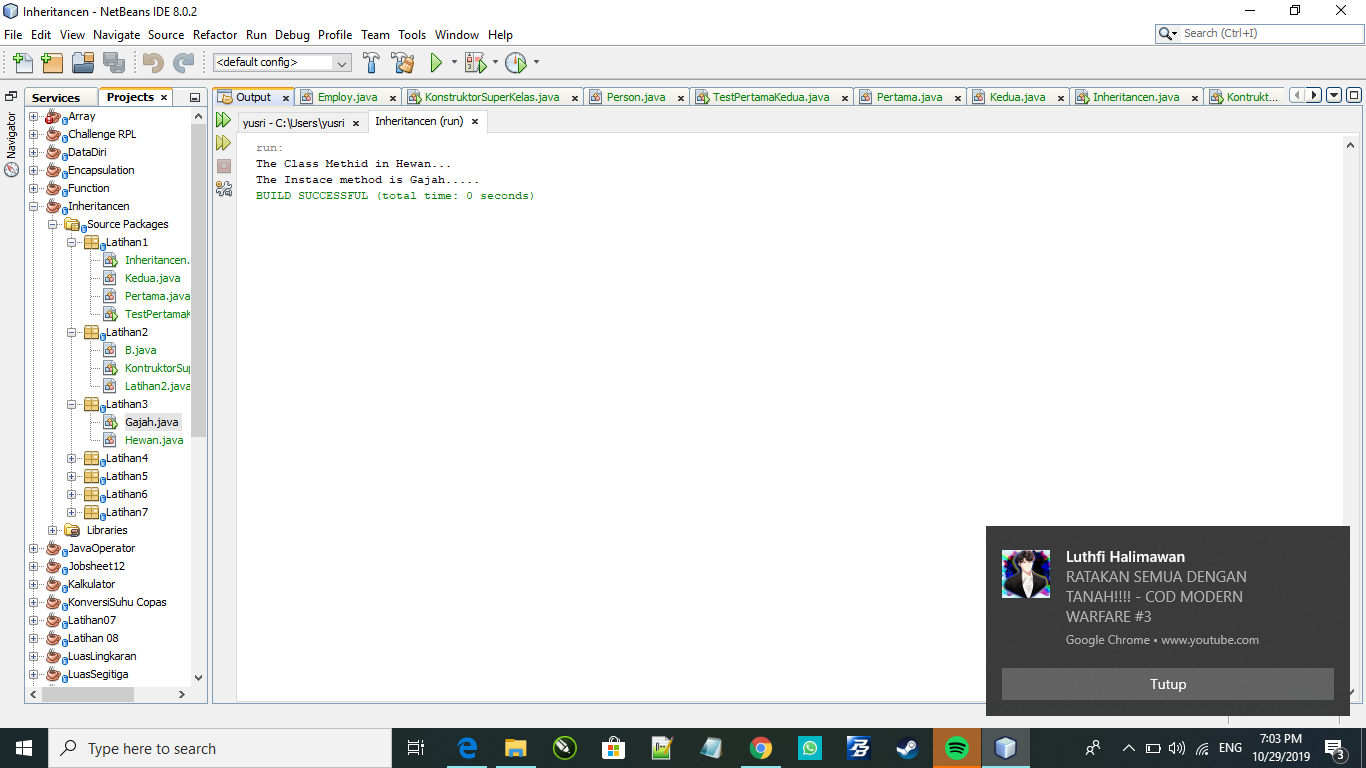 Inheritancen - NetBeans IDE 8.0.2
File Edit View Navigate Source Refactor Run Debug Profile Team Tools Window Help
Search (Ctrl+I)
<default config>
Services Projects
Output Employ.java KonstruktorSuperKelas.java Person.java TestPertamaKedua.java Pertama.java Kedua.java Inheritancen.java Kontrukt...
Navigator
yusri - C:\Users\yusri Inheritancen (run)
run:
The Class Methid in Hewan...
The Instace method is Gajah.....
BUILD SUCCESSFUL (total time: 0 seconds)
Array
Challenge RPL
DataDiri
Encapsulation
Function
Inheritancen
Source Packages
Latihan1
Inheritancen.
Kedua.java
Pertama.java
TestPertamaK
Latihan2
B.java
KontruktorSup
Latihan2.java
Latihan3
Gajah.java
Hewan.java
Latihan4
Latihan5
Latihan6
Latihan7
Libraries
JavaOperator
Jobsheet12
Kalkulator
KonversiSuhu Copas
Latihan07
Latihan 08
LuasLingkaran
LuasSegitiga
Luthfi Halimawan
RATAKAN SEMUA DENGAN
TANAH!!!! - COD MODERN
WARFARE #3
Google Chrome • www.youtube.com
Tutup
Type here to search
ENG
7:03 PM
10/29/2019
3